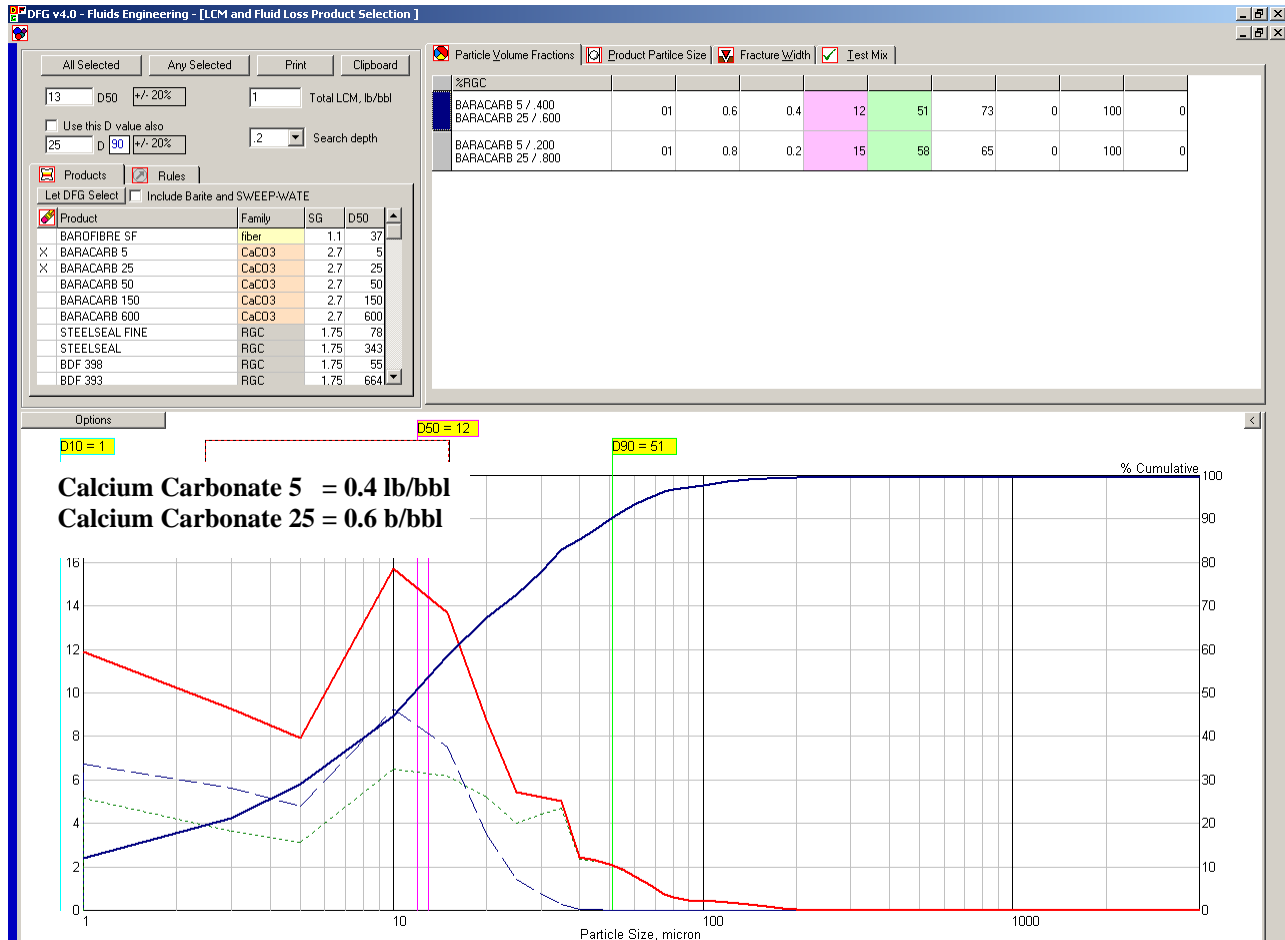 DFG v4.0 - Fluids Engineering - [LCM and Fluid Loss Product Selection ]
All Selected Any Selected Print Clipboard
13 D50 +/- 20% 1 Total LCM, lb/bbl
Use this D value also
25 D 90 +/- 20% .2 Search depth
Products Rules
Let DFG Select Include Barite and SWEEP-WATE
Product Family SG D50
BAROFIBRE SF fiber 1.1 37
X BARACARB 5 CaCO3 2.7 5
X BARACARB 25 CaCO3 2.7 25
BARACARB 50 CaCO3 2.7 50
BARACARB 150 CaCO3 2.7 150
BARACARB 600 CaCO3 2.7 600
STEELSEAL FINE RGC 1.75 78
STEELSEAL RGC 1.75 343
BDF 398 RGC 1.75 55
BDF 393 RGC 1.75 664
Particle Volume Fractions Product Partilce Size Fracture Width Test Mix
%RGC
BARACARB 5 / .400
BARACARB 25 / .600
01 0.6 0.4 12 51 73 0 100 0
BARACARB 5 / .200
BARACARB 25 / .800
01 0.8 0.2 15 58 65 0 100 0
Options <
D50 = 12
D10 = 1 D90 = 51
% Cumulative
Calcium Carbonate 5 = 0.4 lb/bbl
Calcium Carbonate 25 = 0.6 b/bbl
100
90
16 80
14 70
12 60
10 50
8 40
6 30
4 20
2 10
0 0
1 10 100 1000
Particle Size, micron